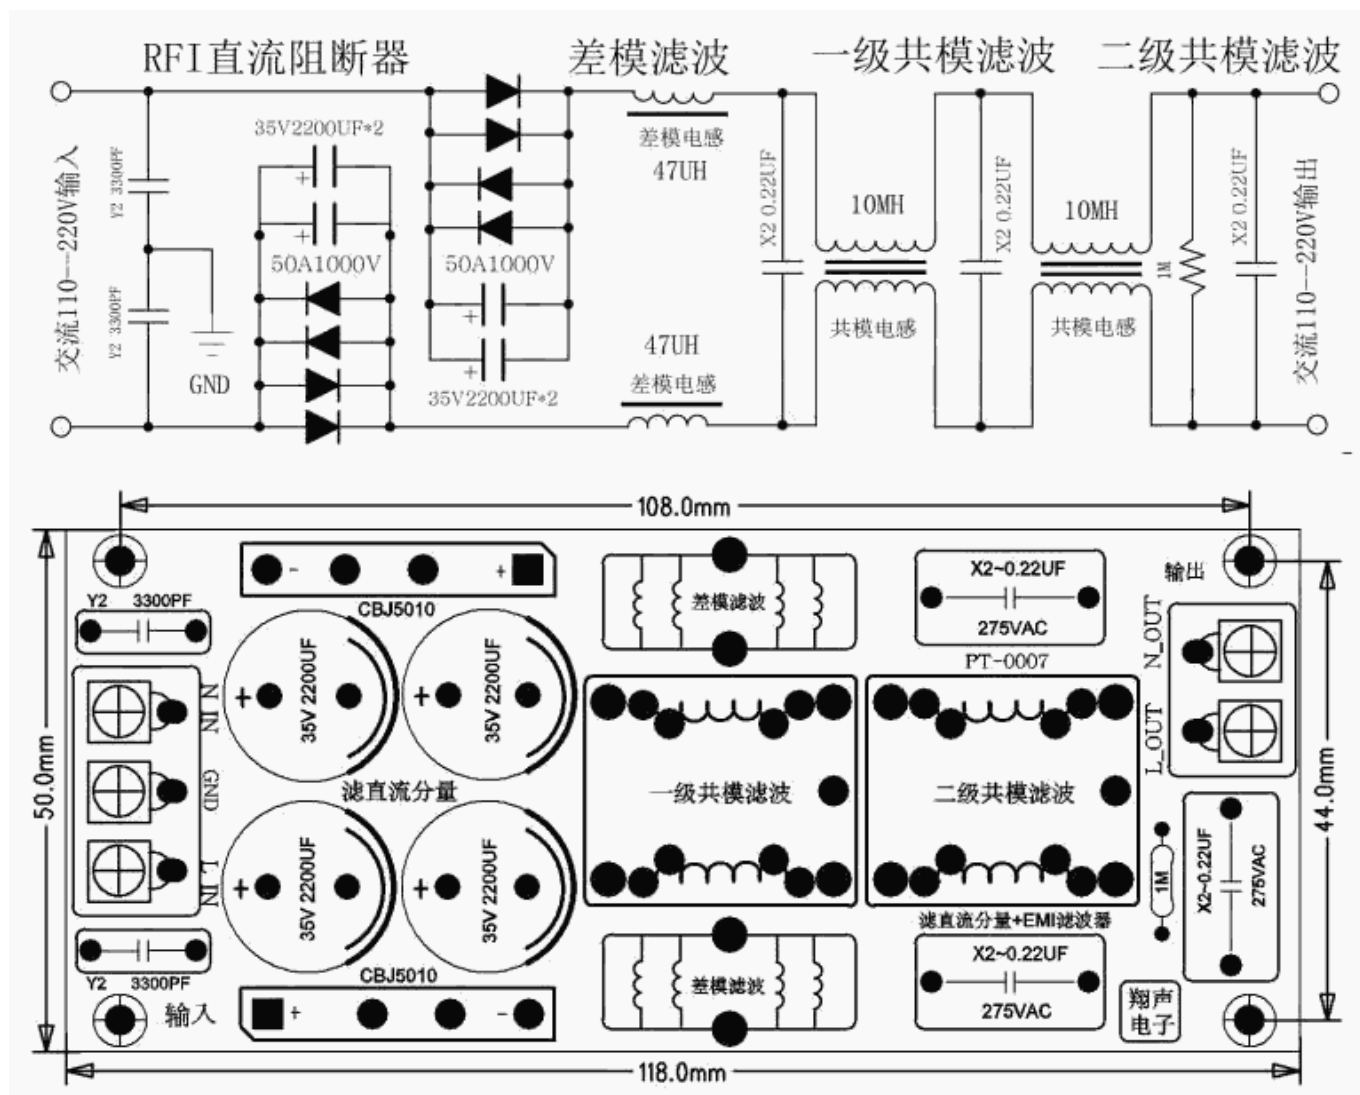 RFI直流阻断器
差模滤波
一级共模滤波
二级共模滤波
35V2200UF*2
差模电感
47UH
Y2 3300PF
交流110--220V输入
X2 0.22UF
10MH
X2 0.22UF
10MH
1M
X2 0.22UF
交流110--220V输出
50A1000V
50A1000V
Y2 3300PF
共模电感
共模电感
GND
47UH
差模电感
35V2200UF*2
108.0mm
Y2 3300PF
CBJ5010
差模滤波
X2~0.22UF
275VAC
PT-0007
输出
N_OUT
L_OUT
N_IN
GND
L_IN
35V 2200UF
35V 2200UF
滤直流分量
35V 2200UF
35V 2200UF
一级共模滤波
二级共模滤波
50.0mm
44.0mm
1M
X2~0.22UF
275VAC
滤直流分量+EMI滤波器
Y2 3300PF
CBJ5010
差模滤波
X2~0.22UF
275VAC
输入
翔声
电子
118.0mm